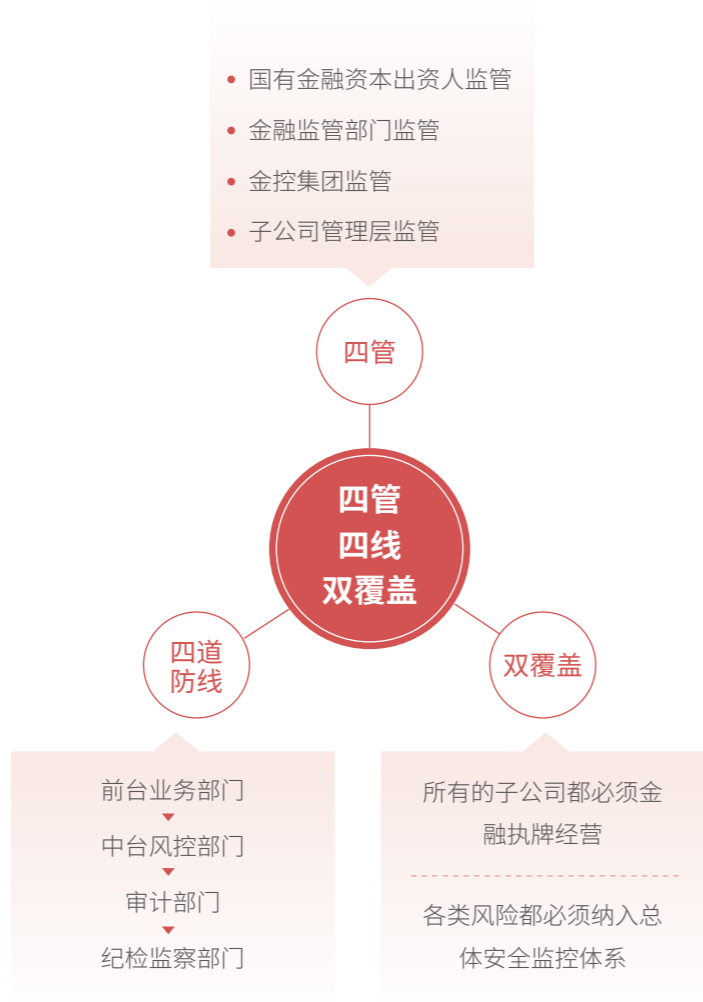 国有金融资本出资人监管
金融监管部门监管
金控集团监管
子公司管理层监管
四管
四管
四线
双覆盖
四道
防线
双覆盖
前台业务部门
中台风控部门
审计部门
纪检监察部门
所有的子公司都必须金
融执牌经营
各类风险都必须纳入总
体安全监控体系